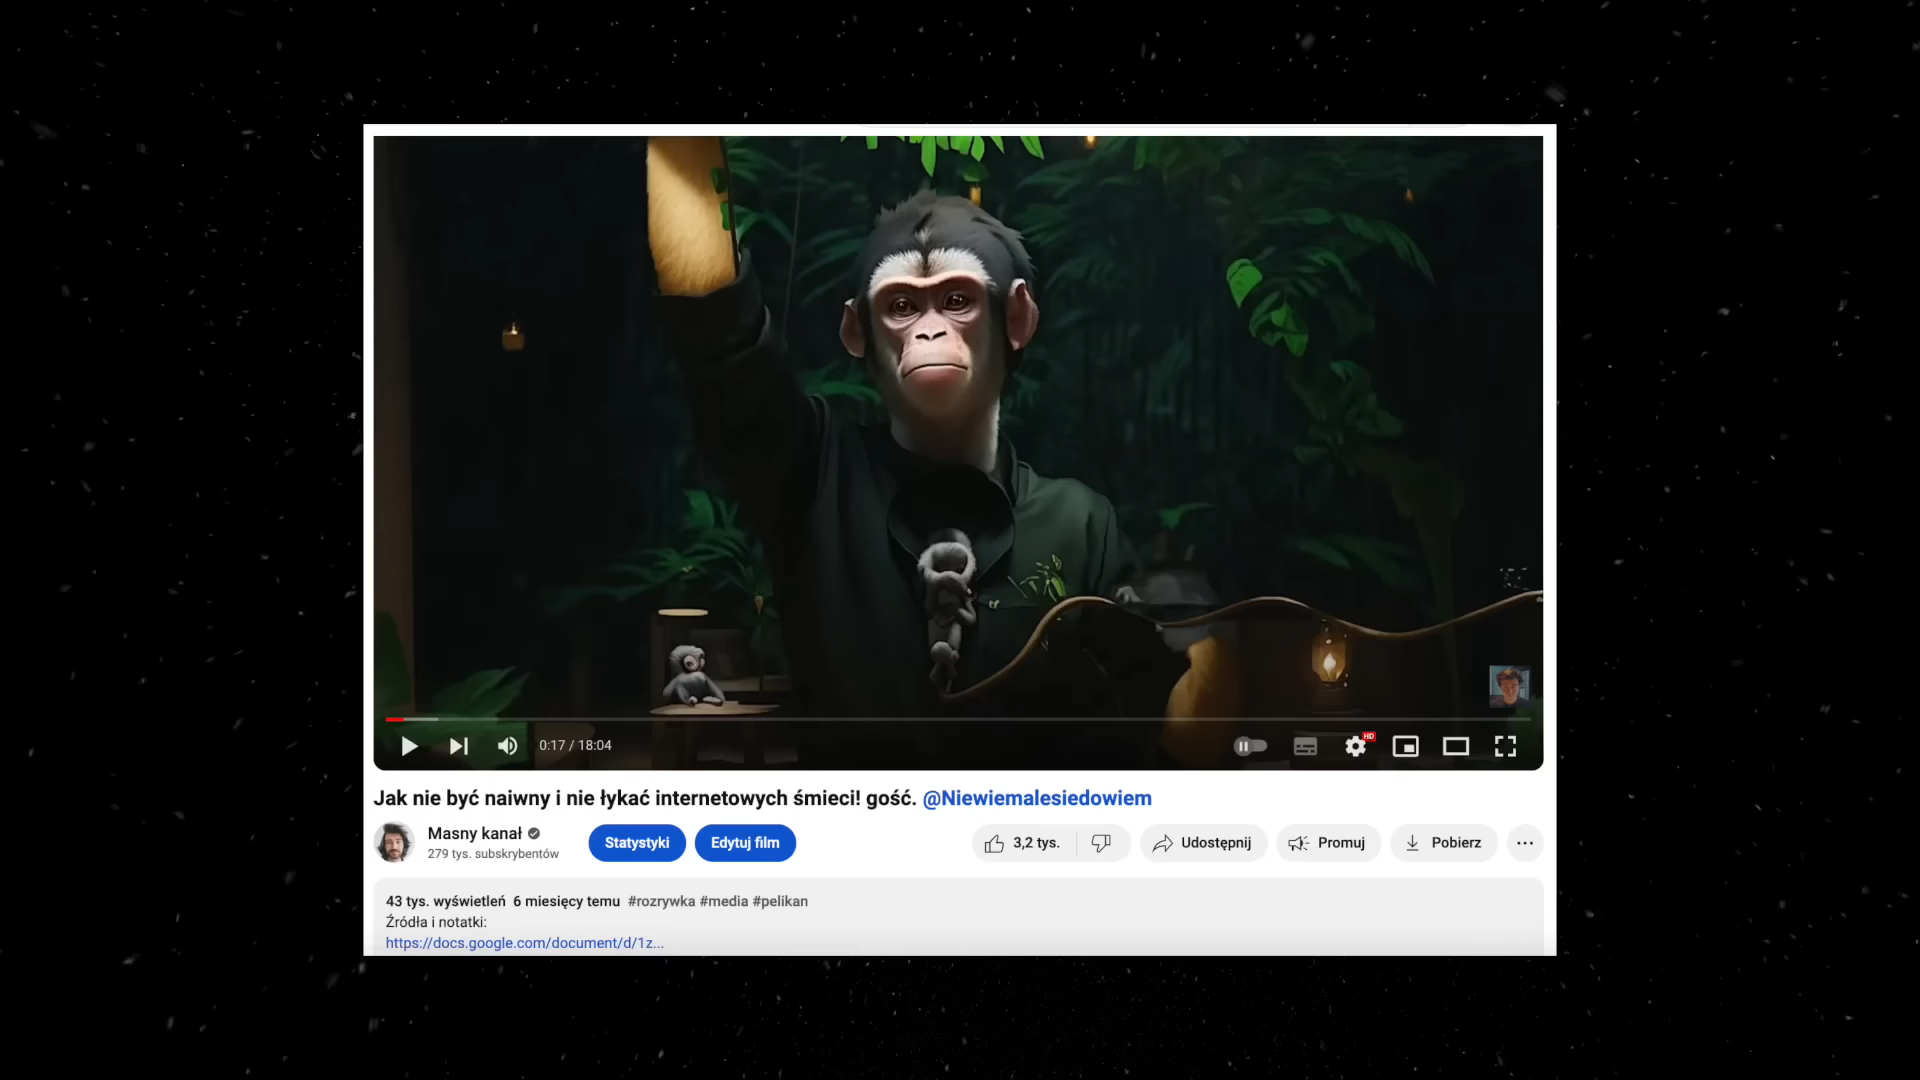 HD
0:17 / 18:04
Jak nie być naiwny i nie łykać internetowych śmieci! gość. @Niewiemalesiedowiem
Masny kanał
279 tys. subskrybentów
Statystyki
Edytuj film
3,2 tys.
Udostępnij
Promuj
Pobierz
43 tys. wyświetleń 6 miesięcy temu #rozrywka #media #pelikan
Źródła i notatki:
https://docs.google.com/document/d/1z...